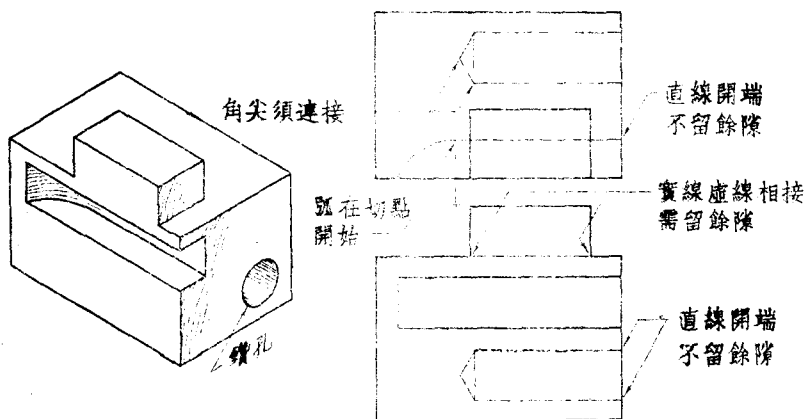 角尖須連接
直線開端
不留餘隙
弧在切點
開始
實線虛線相接
需留餘隙
直線開端
不留餘隙
鑽孔